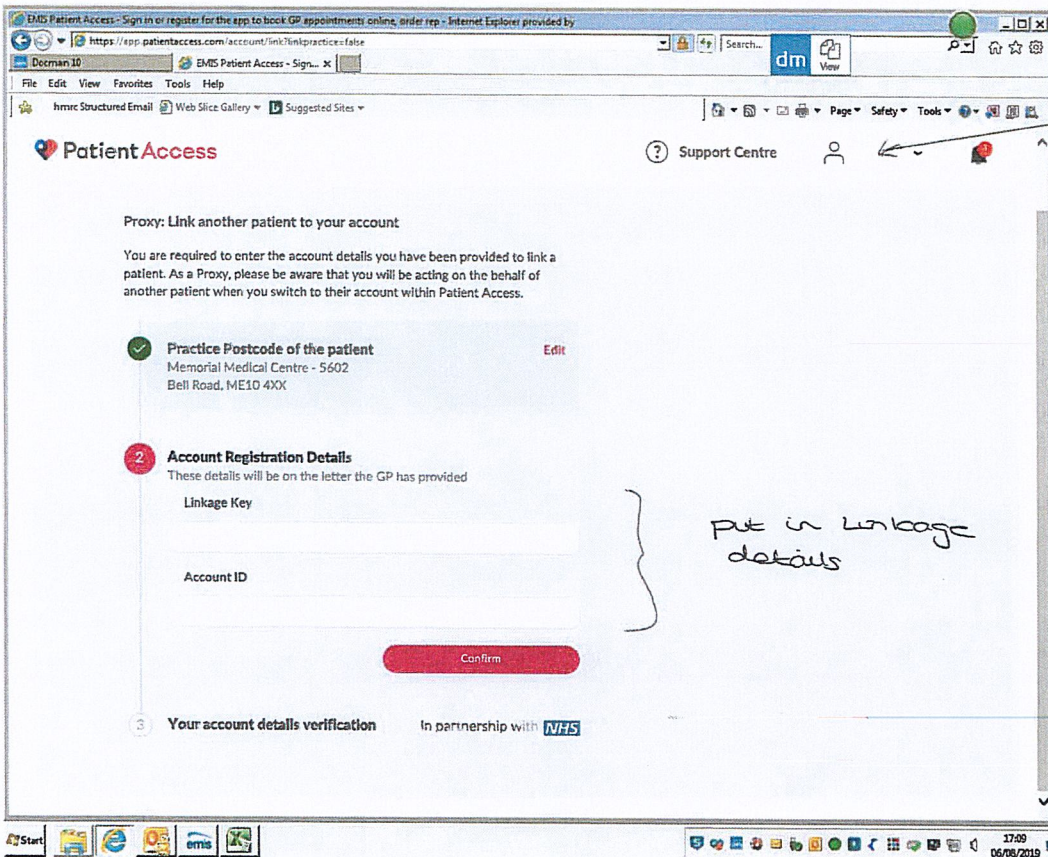 EMIS Patient Access - Sign in or register for the app to book GP appointments online, order rep - Internet Explorer provided by
https://app.patientaccess.com/account/link?linkpractice=false
Search...
dm
View
Docman 10
EMIS Patient Access - Sign... x
File Edit View Favorites Tools Help
hmrc Structured Email Web Slice Gallery Suggested Sites
Page Safety Tools
Patient Access
? Support Centre
Proxy: Link another patient to your account
You are required to enter the account details you have been provided to link a
patient. As a Proxy, please be aware that you will be acting on the behalf of
another patient when you switch to their account within Patient Access.
Practice Postcode of the patient
Edit
Memorial Medical Centre - 5602
Bell Road, ME10 4XX
2 Account Registration Details
These details will be on the letter the GP has provided
Linkage Key
put in Linkage
details
Account ID
Confirm
3 Your account details verification
In partnership with NHS
Start
emis
17:09
06/08/2019